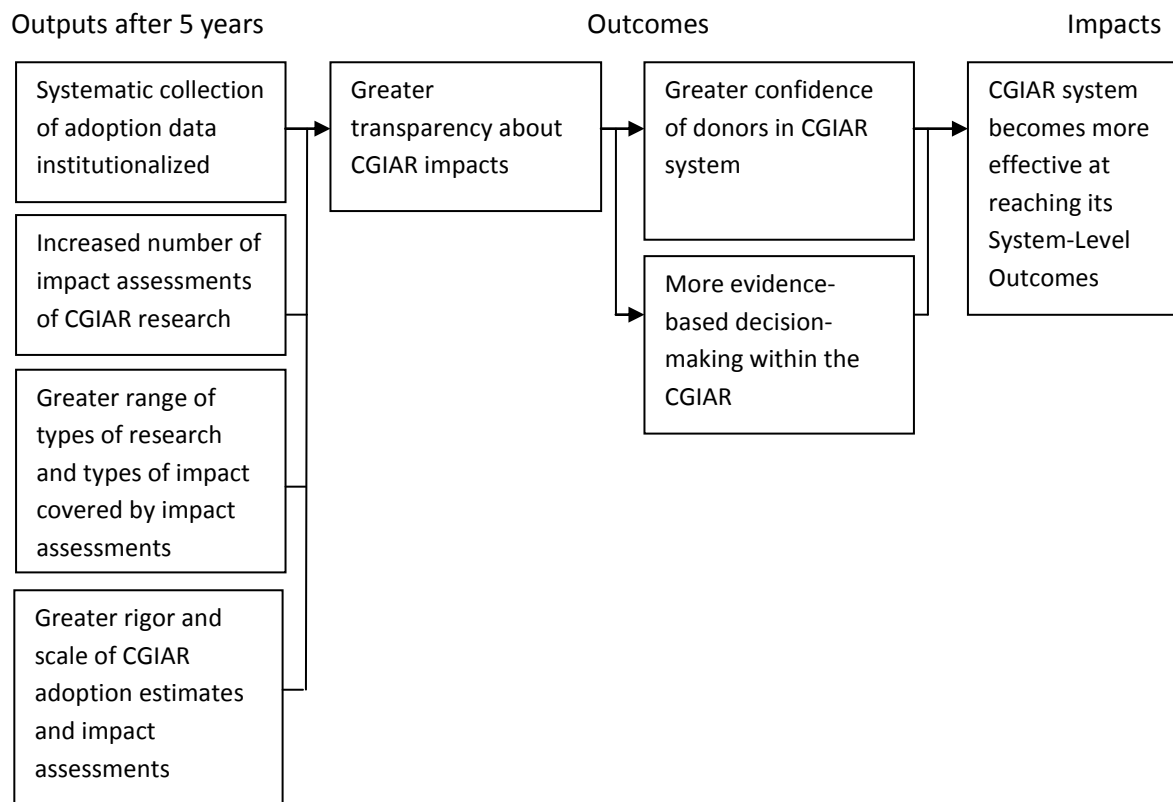 Outputs after 5 years
Outcomes
Impacts
Systematic collection
of adoption data
institutionalized
Increased number of
impact assessments
of CGIAR research
Greater range of
types of research
and types of impact
covered by impact
assessments
Greater rigor and
scale of CGIAR
adoption estimates
and impact
assessments
Greater
transparency about
CGIAR impacts
Greater confidence
of donors in CGIAR
system
More evidence-
based decision-
making within the
CGIAR
CGIAR system
becomes more
effective at
reaching its
System-Level
Outcomes